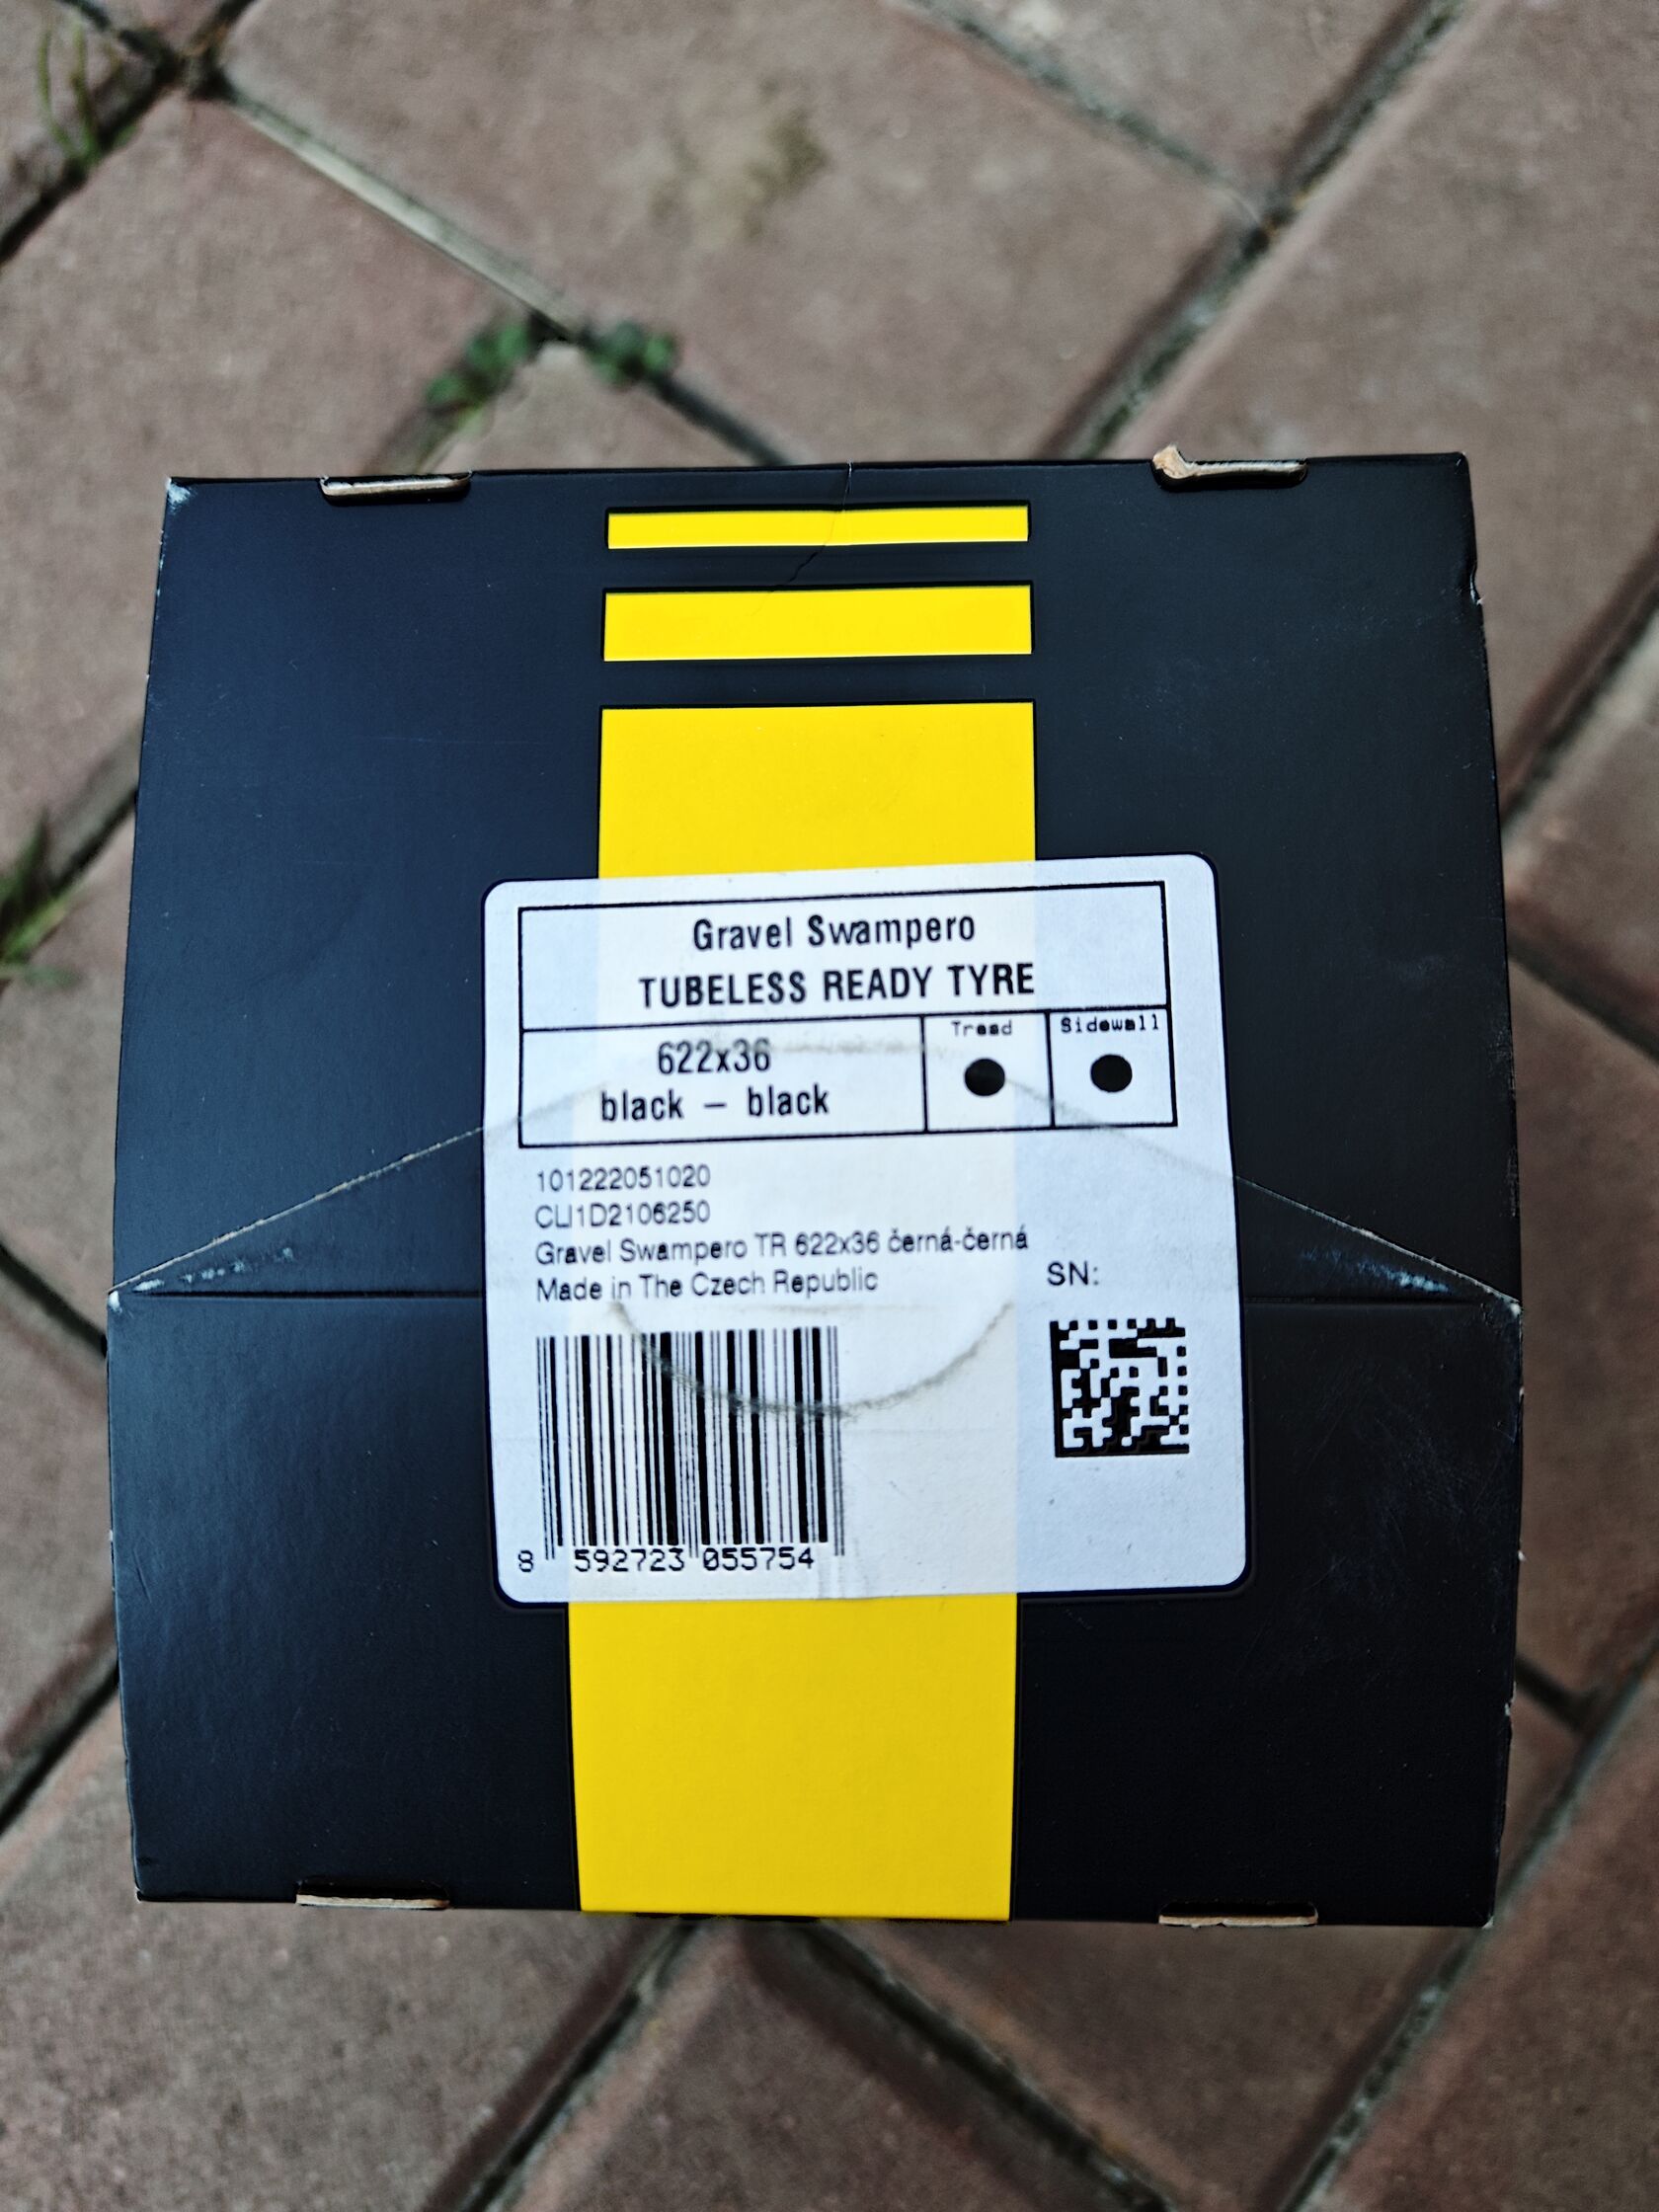 Gravel Swampero
TUBELESS READY TYRE
622x36
black – black
Tread
Sidewall
101222051020
CLI1D2106250
Gravel Swampero TR 622x36 černá-černá
Made in The Czech Republic
SN:
8 592723 055754